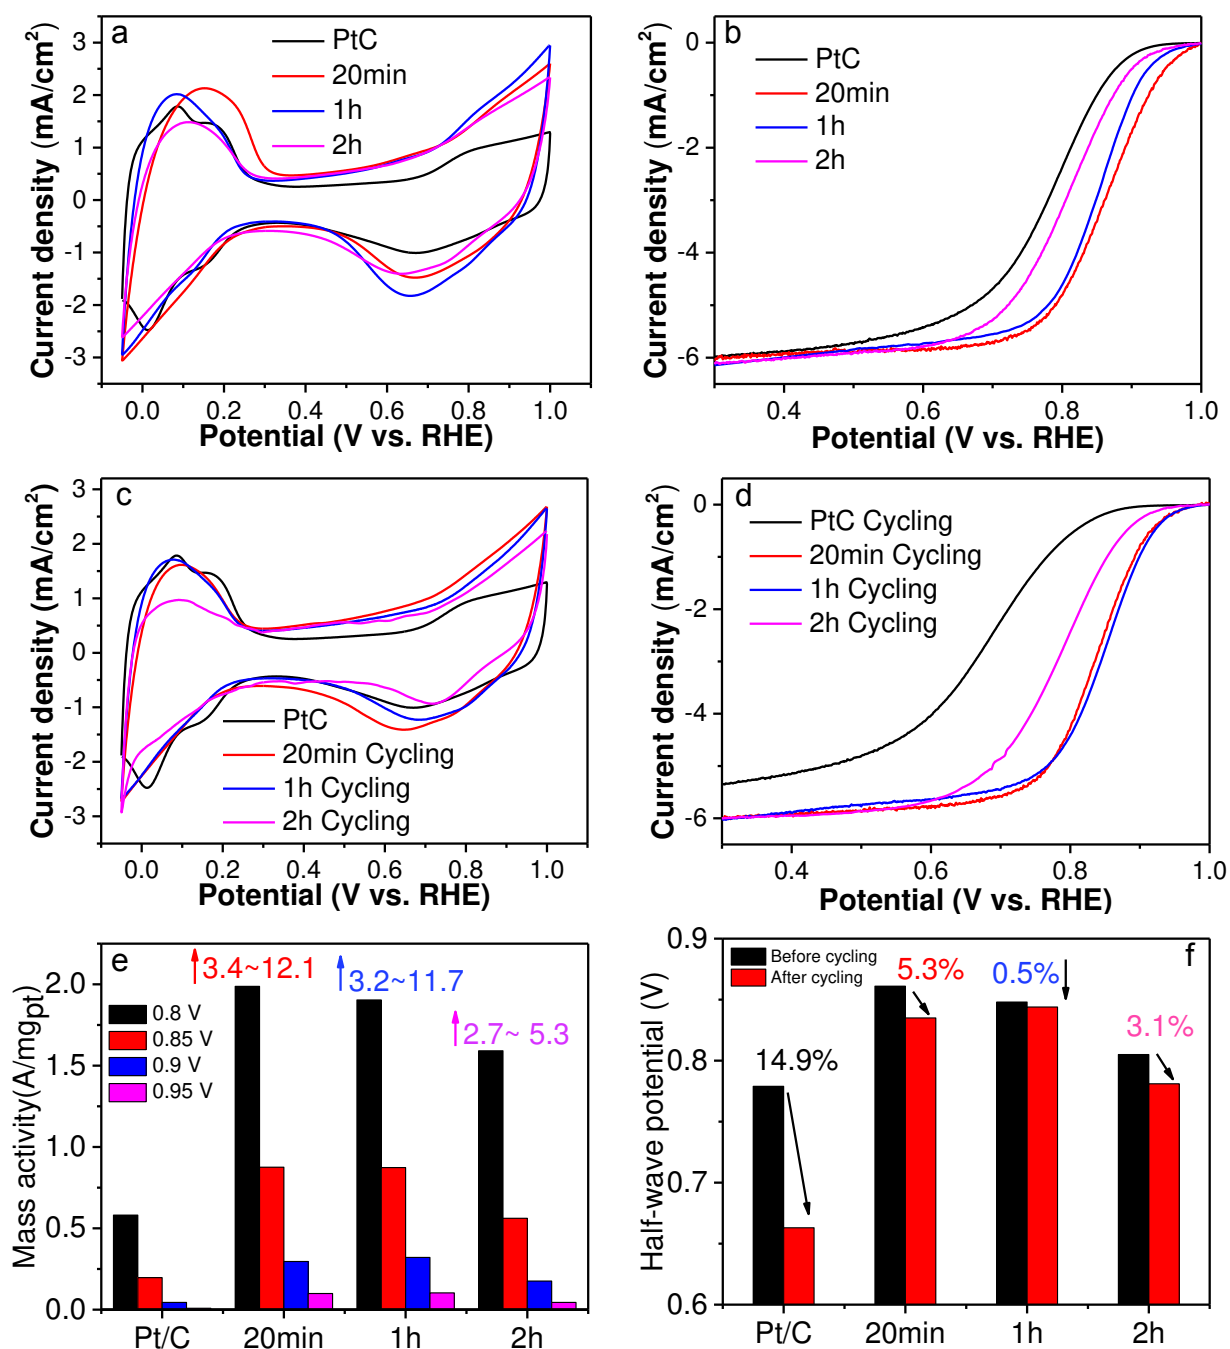 a
PtC
20min
1h
2h
3
2
1
0
-1
-2
-3
0.0 0.2 0.4 0.6 0.8 1.0
Current density (mA/cm²)
Potential (V vs. RHE)
b
PtC
20min
1h
2h
0
-2
-4
-6
0.4 0.6 0.8 1.0
Current density (mA/cm²)
Potential (V vs. RHE)
c
PtC
20min Cycling
1h Cycling
2h Cycling
3
2
1
0
-1
-2
-3
0.0 0.2 0.4 0.6 0.8 1.0
Current density (mA/cm²)
Potential (V vs. RHE)
d
PtC Cycling
20min Cycling
1h Cycling
2h Cycling
0
-2
-4
-6
0.4 0.6 0.8 1.0
Current density (mA/cm²)
Potential (V vs. RHE)
e
3.4~12.1
3.2~11.7
2.7~ 5.3
0.8 V
0.85 V
0.9 V
0.95 V
2.0
1.5
1.0
0.5
0.0
Pt/C 20min 1h 2h
Mass activity(A/mgpt)
f
Before cycling
After cycling
14.9%
5.3%
0.5%
3.1%
0.9
0.8
0.7
0.6
Pt/C 20min 1h 2h
Half-wave potential (V)